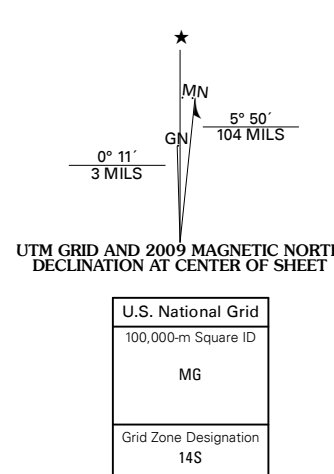 ★
MN
GN
5° 50´
104 MILS
0° 11´
3 MILS
UTM GRID AND 2009 MAGNETIC NORTH
DECLINATION AT CENTER OF SHEET
U.S. National Grid
100,000-m Square ID
MG
Grid Zone Designation
14S